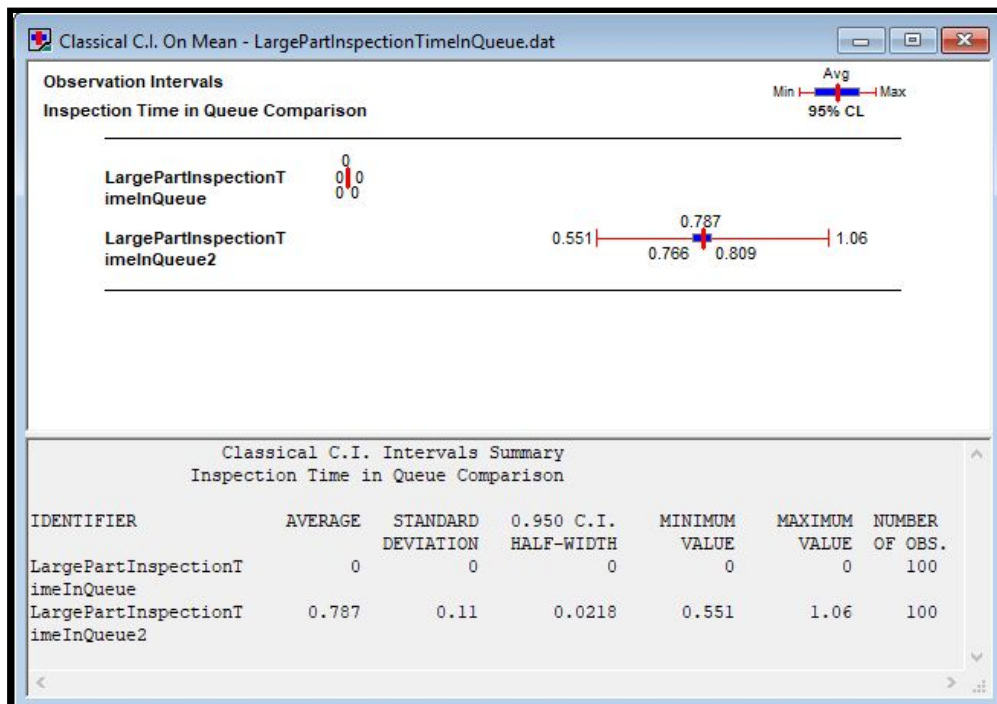 Classical C.I. On Mean - LargePartInspectionTimeInQueue.dat
Observation Intervals
Inspection Time in Queue Comparison
Avg
Min Max
95% CL
0
LargePartInspectionT 0 0
imeInQueue 0 0
0.787
LargePartInspectionT 0.551 1.06
imeInQueue2 0.766 0.809
Classical C.I. Intervals Summary
Inspection Time in Queue Comparison
IDENTIFIER AVERAGE STANDARD 0.950 C.I. MINIMUM MAXIMUM NUMBER
DEVIATION HALF-WIDTH VALUE VALUE OF OBS.
LargePartInspectionT 0 0 0 0 0 100
imeInQueue
LargePartInspectionT 0.787 0.11 0.0218 0.551 1.06 100
imeInQueue2